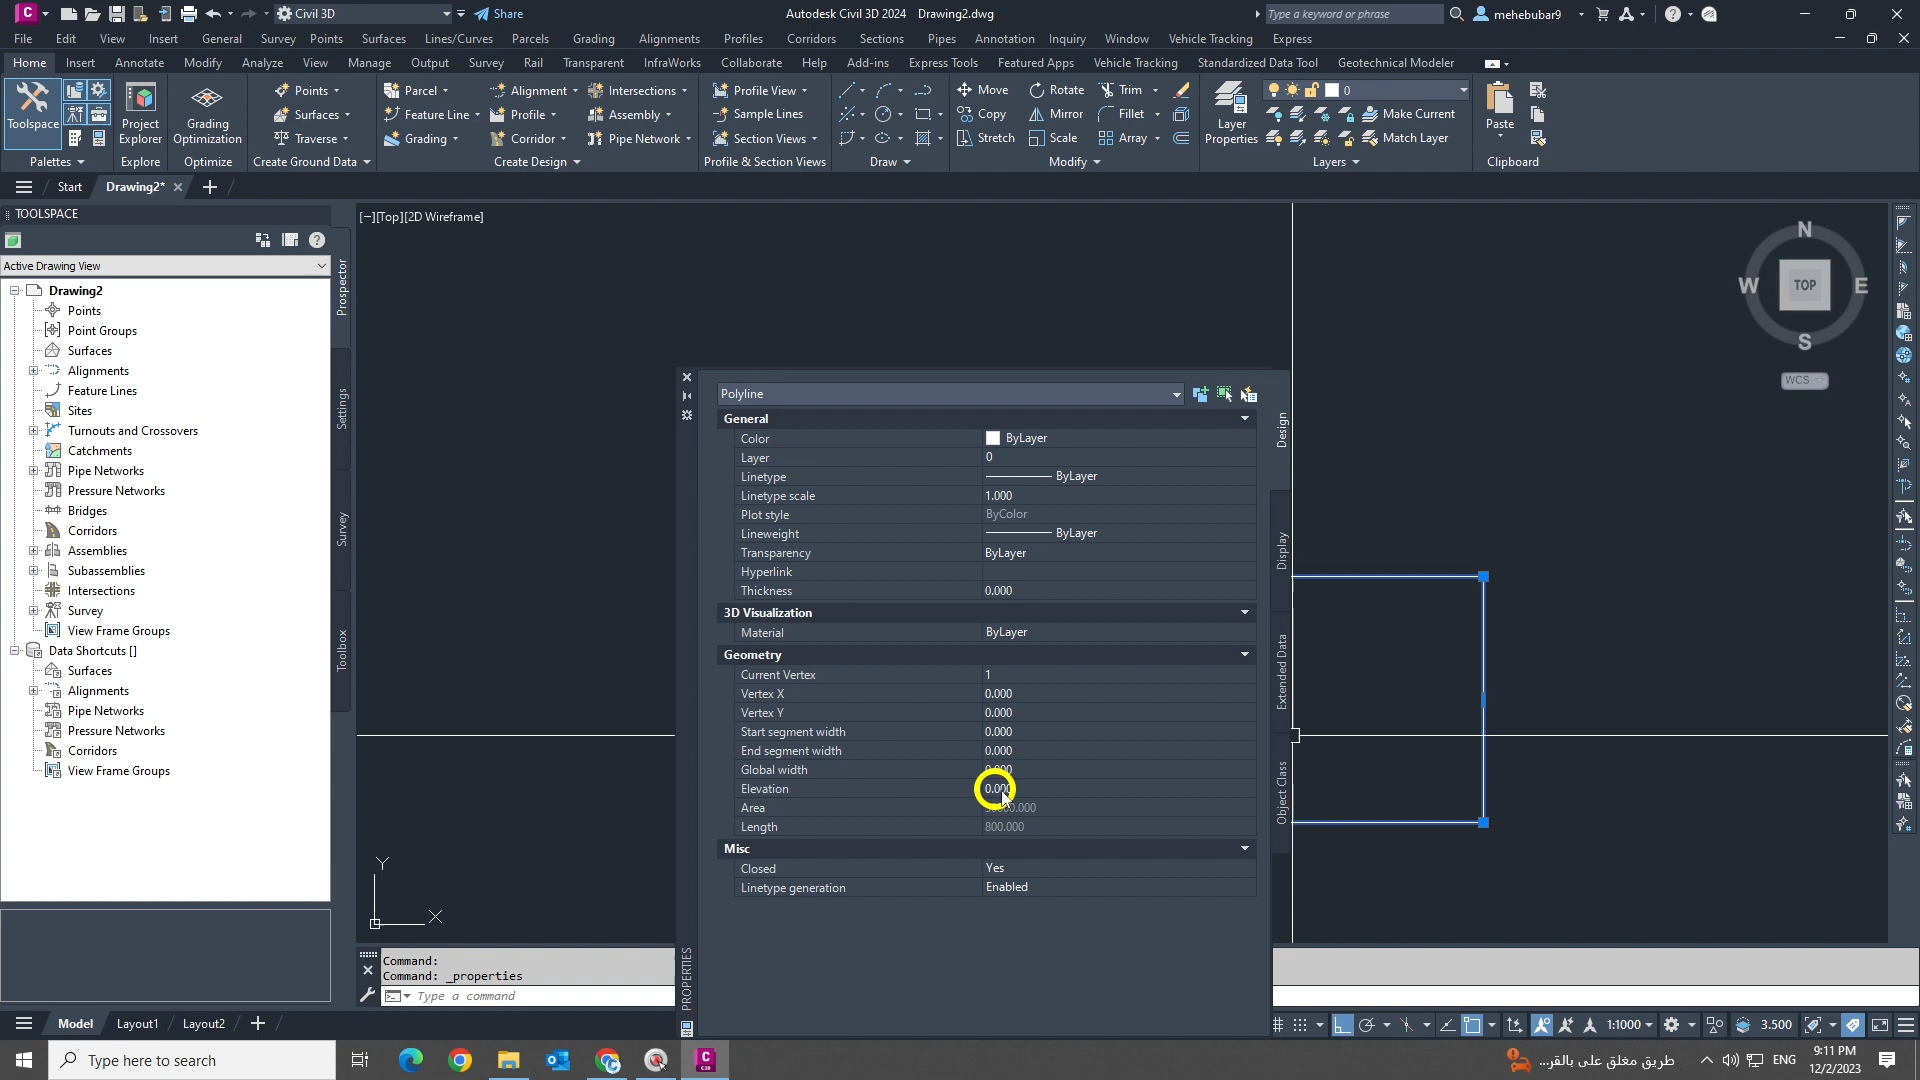 Civil 3D
Share
Autodesk Civil 3D 2024 Drawing2.dwg
Type a keyword or phrase
mehebubar9
File Edit View Insert General Survey Points Surfaces Lines/Curves Parcels Grading Alignments Profiles Corridors Sections Pipes Annotation Inquiry Window Vehicle Tracking Express
Home Insert Annotate Modify Analyze View Manage Output Survey Rail Transparent InfraWorks Collaborate Help Add-ins Express Tools Featured Apps Vehicle Tracking Standardized Data Tool Geotechnical Modeler
Points Parcel Alignment Intersections Profile View Move Rotate Trim 0
Toolspace Project Explorer Grading Optimization Surfaces Feature Line Profile Assembly Sample Lines Copy Mirror Fillet Layer Properties Make Current Paste
Traverse Grading Corridor Pipe Network Section Views Stretch Scale Array Match Layer
Palettes Explore Optimize Create Ground Data Create Design Profile & Section Views Draw Modify Layers Clipboard
Start Drawing2*
TOOLSPACE
Active Drawing View
Drawing2
Points
Point Groups
Surfaces
Alignments
Feature Lines
Sites
Turnouts and Crossovers
Catchments
Pipe Networks
Pressure Networks
Bridges
Corridors
Assemblies
Subassemblies
Intersections
Survey
View Frame Groups
Data Shortcuts []
Surfaces
Alignments
Pipe Networks
Pressure Networks
Corridors
View Frame Groups
Prospector
Settings
Survey
Toolbox
[−][Top][2D Wireframe]
N
W TOP E
S
WCS
Polyline
General
Color ByLayer
Layer 0
Linetype ByLayer
Linetype scale 1.000
Plot style ByColor
Lineweight ByLayer
Transparency ByLayer
Hyperlink
Thickness 0.000
3D Visualization
Material ByLayer
Geometry
Current Vertex 1
Vertex X 0.000
Vertex Y 0.000
Start segment width 0.000
End segment width 0.000
Global width 0.000
Elevation 0.000
Area
Length 800.000
Misc
Closed Yes
Linetype generation Enabled
Design
Display
Extended Data
Object Class
PROPERTIES
Y
X
Command:
Command: _properties
Type a command
Model Layout1 Layout2
1:1000 3.500
Type here to search
طريق مغلق على بالقر...
ENG
9:11 PM
12/2/2023